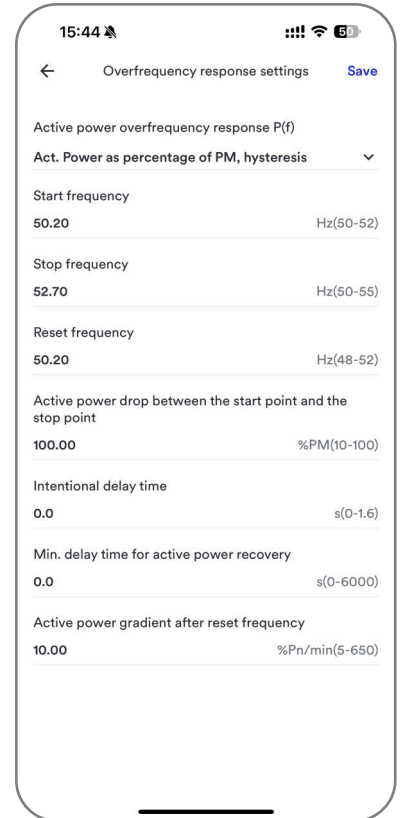 15:44
50
Overfrequency response settings Save
Active power overfrequency response P(f)
Act. Power as percentage of PM, hysteresis
Start frequency
50.20 Hz(50-52)
Stop frequency
52.70 Hz(50-55)
Reset frequency
50.20 Hz(48-52)
Active power drop between the start point and the
stop point
100.00 %PM(10-100)
Intentional delay time
0.0 s(0-1.6)
Min. delay time for active power recovery
0.0 s(0-6000)
Active power gradient after reset frequency
10.00 %Pn/min(5-650)